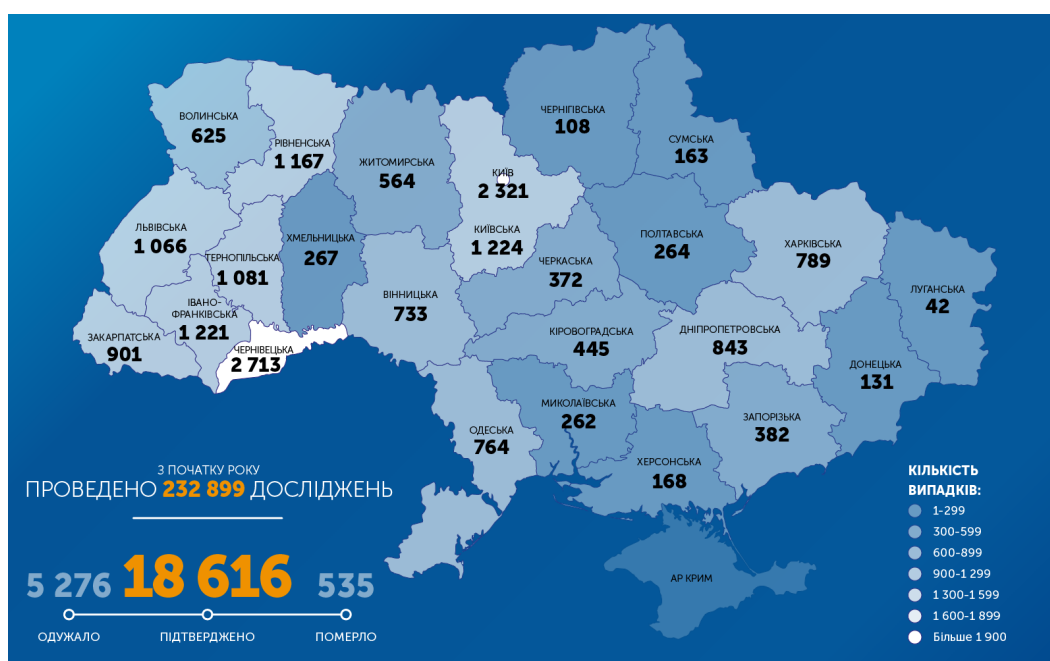 ВОЛИНСЬКА
625
РІВНЕНСЬКА
1 167
ЖИТОМИРСЬКА
564
КИЇВ
2 321
ЧЕРНІГІВСЬКА
108
СУМСЬКА
163
ЛЬВІВСЬКА
1 066
ТЕРНОПІЛЬСЬКА
1 081
ХМЕЛЬНИЦЬКА
267
КИЇВСЬКА
1 224
ЧЕРКАСЬКА
372
ПОЛТАВСЬКА
264
ХАРКІВСЬКА
789
ЛУГАНСЬКА
42
ЗАКАРПАТСЬКА
901
ІВАНО-
ФРАНКІВСЬКА
1 221
ЧЕРНІВЕЦЬКА
2 713
ВІННИЦЬКА
733
КІРОВОГРАДСЬКА
445
ДНІПРОПЕТРОВСЬКА
843
ДОНЕЦЬКА
131
ОДЕСЬКА
764
МИКОЛАЇВСЬКА
262
ЗАПОРІЗЬКА
382
ХЕРСОНСЬКА
168
АР КРИМ
З ПОЧАТКУ РОКУ
ПРОВЕДЕНО 232 899 ДОСЛІДЖЕНЬ
5 276 18 616 535
ОДУЖАЛО ПІДТВЕРДЖЕНО ПОМЕРЛО
КІЛЬКІСТЬ
ВИПАДКІВ:
1-299
300-599
600-899
900-1 299
1 300-1 599
1 600-1 899
Більше 1 900